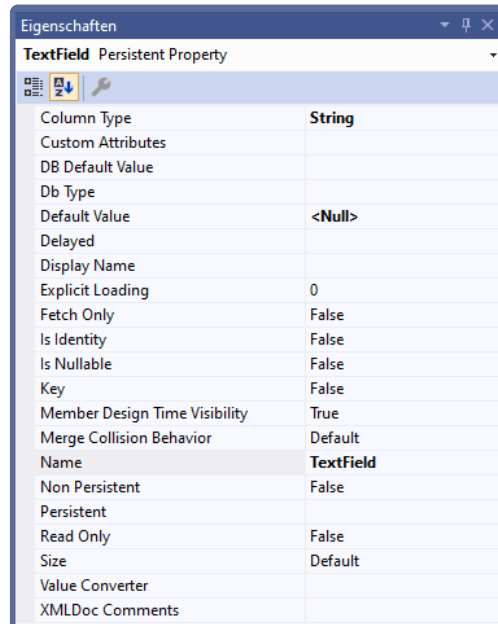 Eigenschaften
TextField Persistent Property
Column Type String
Custom Attributes
DB Default Value
Db Type
Default Value <Null>
Delayed
Display Name
Explicit Loading 0
Fetch Only False
Is Identity False
Is Nullable False
Key False
Member Design Time Visibility True
Merge Collision Behavior Default
Name TextField
Non Persistent False
Persistent
Read Only False
Size Default
Value Converter
XMLDoc Comments